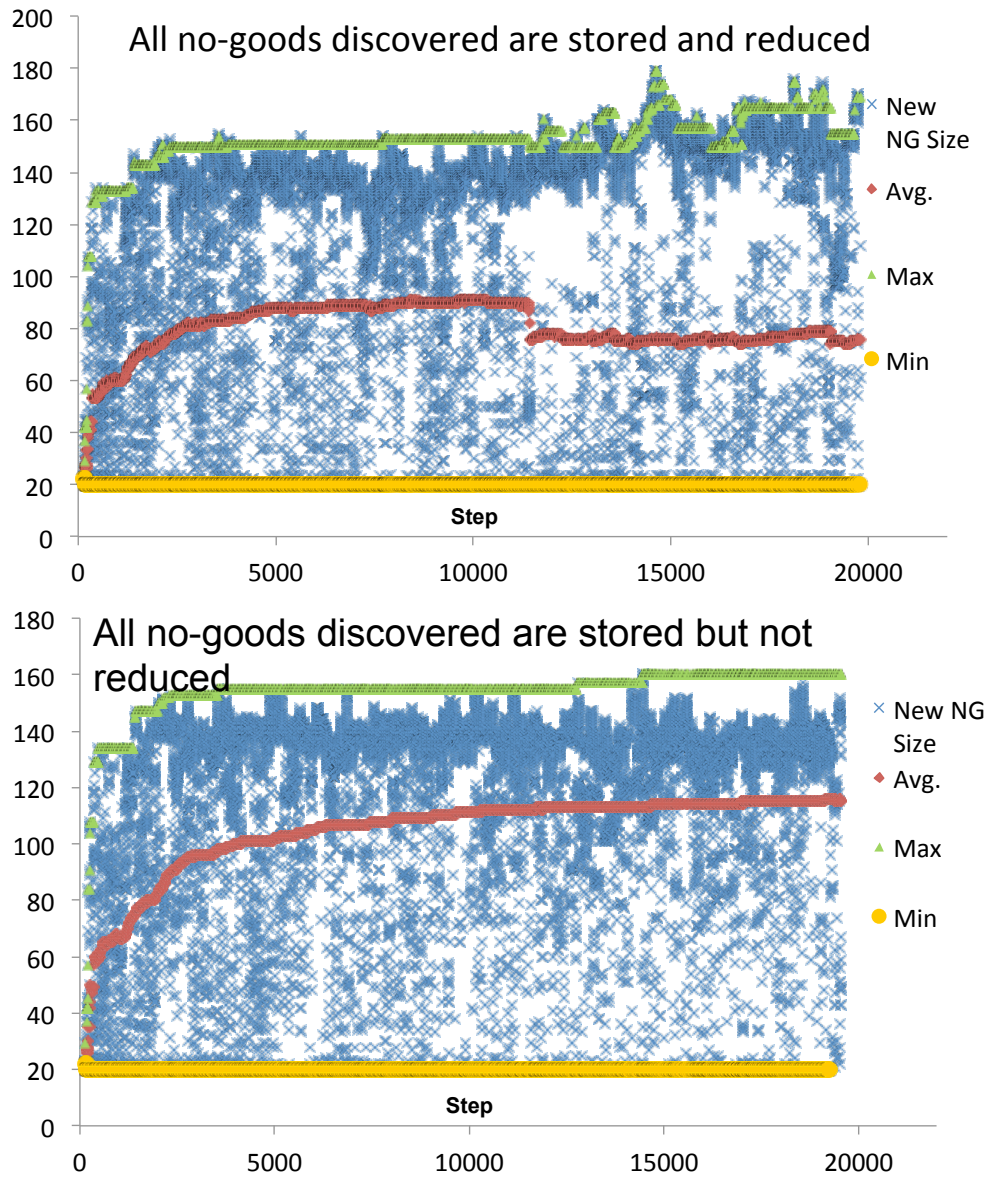 All no-goods discovered are stored and reduced
200
180
160
140
120
100
80
60
40
20
0
New
NG Size
Avg.
Max
Min
Step
0 5000 10000 15000 20000
All no-goods discovered are stored but not
reduced
180
160
140
120
100
80
60
40
20
0
New NG
Size
Avg.
Max
Min
Step
0 5000 10000 15000 20000